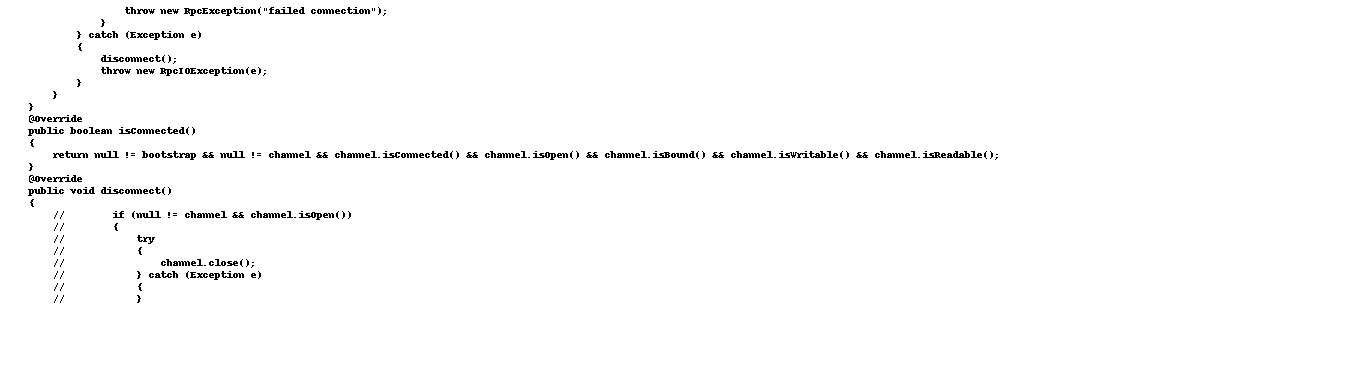 throw new RpcException("failed connection");
            }
        } catch (Exception e)
        {
            disconnect();
            throw new RpcIOException(e);
        }
    }
}
@Override
public boolean isConnected()
{
    return null != bootstrap && null != channel && channel.isConnected() && channel.isOpen() && channel.isBound() && channel.isWritable() && channel.isReadable();
}
@Override
public void disconnect()
{
    //        if (null != channel && channel.isOpen())
    //        {
    //            try
    //            {
    //                channel.close();
    //            } catch (Exception e)
    //            {
    //            }